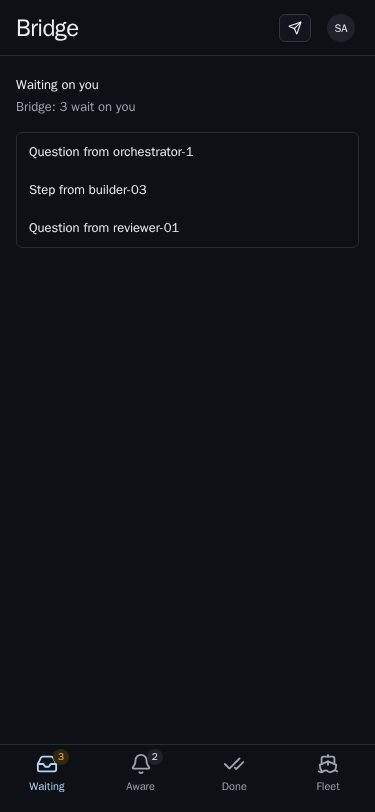 Bridge
SA
Waiting on you
Bridge: 3 wait on you
Question from orchestrator-1
Step from builder-03
Question from reviewer-01
3
2
Waiting
Aware
Done
Fleet